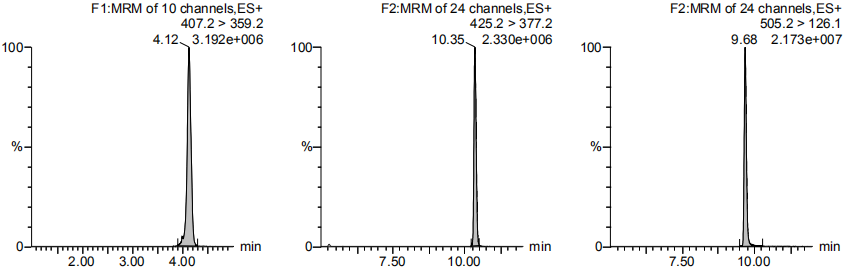 F1:MRM of 10 channels,ES+
407.2 > 359.2
4.12 3.192e+006
100
%
0
2.00 3.00 4.00
min
F2:MRM of 24 channels,ES+
425.2 > 377.2
10.35 2.330e+006
100
%
0
7.50 10.00
min
F2:MRM of 24 channels,ES+
505.2 > 126.1
9.68 2.173e+007
100
%
0
7.50 10.00
min